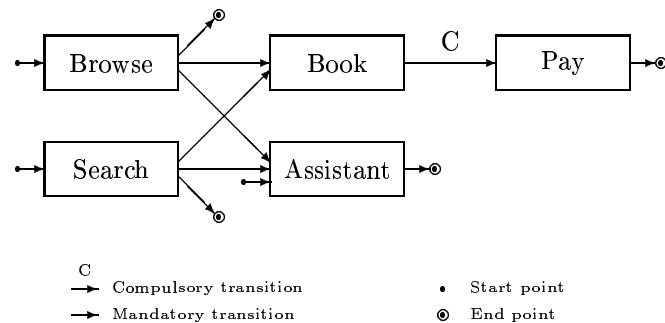 C
Browse
Book
Pay
Search
Assistant
C
Compulsory transition
Start point
Mandatory transition
End point